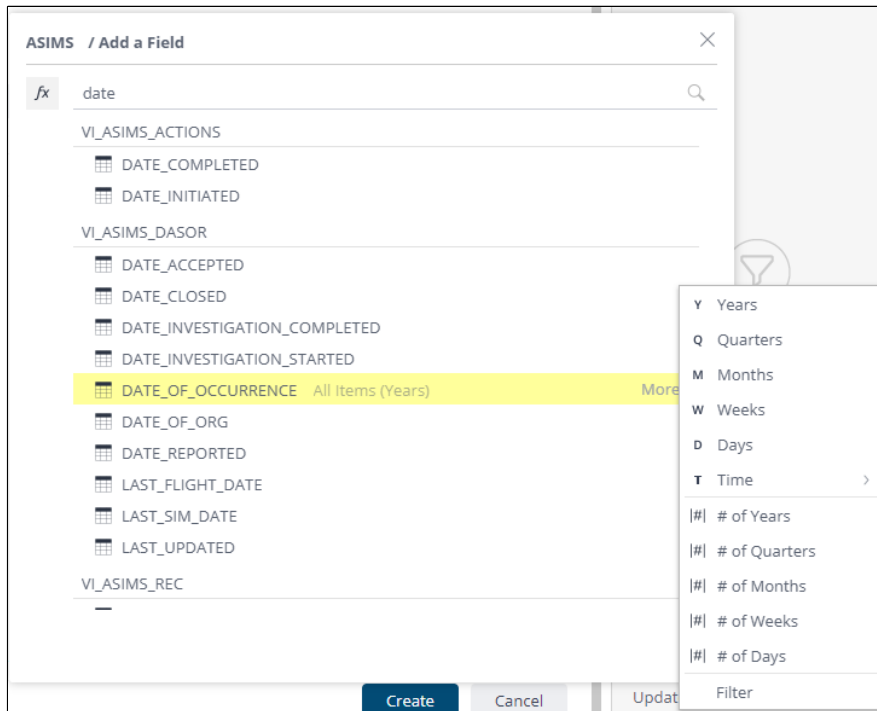 ASIMS / Add a Field
fx date
VI_ASIMS_ACTIONS
DATE_COMPLETED
DATE_INITIATED
VI_ASIMS_DASOR
DATE_ACCEPTED
DATE_CLOSED
DATE_INVESTIGATION_COMPLETED
DATE_INVESTIGATION_STARTED
DATE_OF_OCCURRENCE All Items (Years) More
DATE_OF_ORG
DATE_REPORTED
LAST_FLIGHT_DATE
LAST_SIM_DATE
LAST_UPDATED
VI_ASIMS_REC
Y Years
Q Quarters
M Months
W Weeks
D Days
T Time
|#| # of Years
|#| # of Quarters
|#| # of Months
|#| # of Weeks
|#| # of Days
Filter
Create Cancel Updat